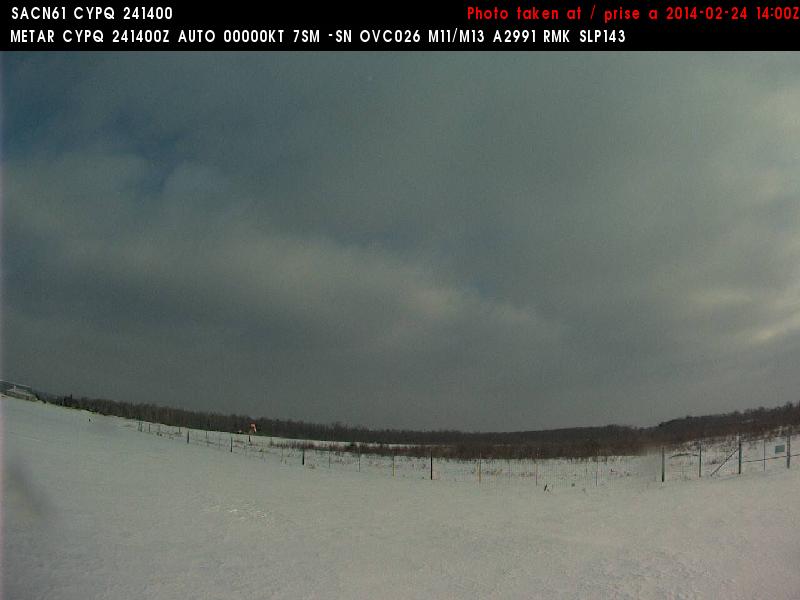 SACN61 CYPQ 241400
Photo taken at / prise a 2014-02-24 14:00Z
METAR CYPQ 241400Z AUTO 00000KT 7SM -SN OVC026 M11/M13 A2991 RMK SLP143